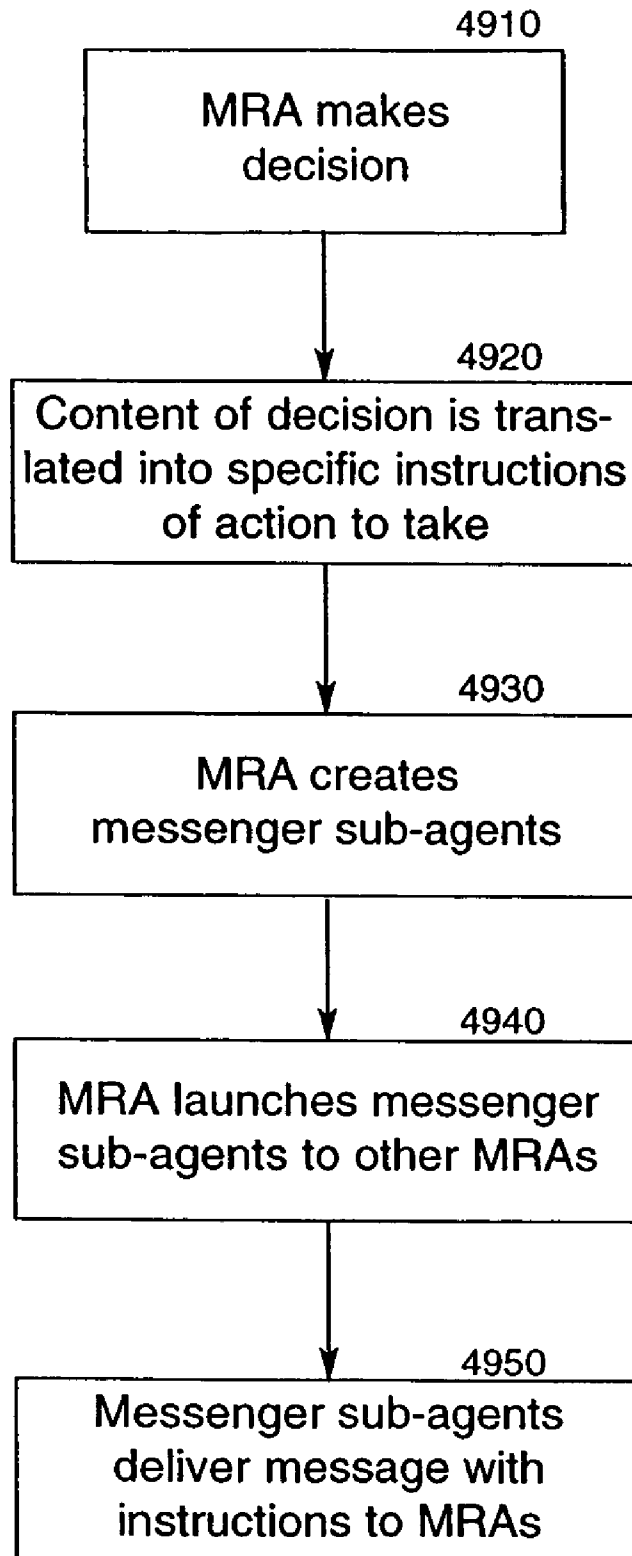 4910
MRA makes
decision
4920
Content of decision is trans-
lated into specific instructions
of action to take
4930
MRA creates
messenger sub-agents
4940
MRA launches messenger
sub-agents to other MRAs
4950
Messenger sub-agents
deliver message with
instructions to MRAs